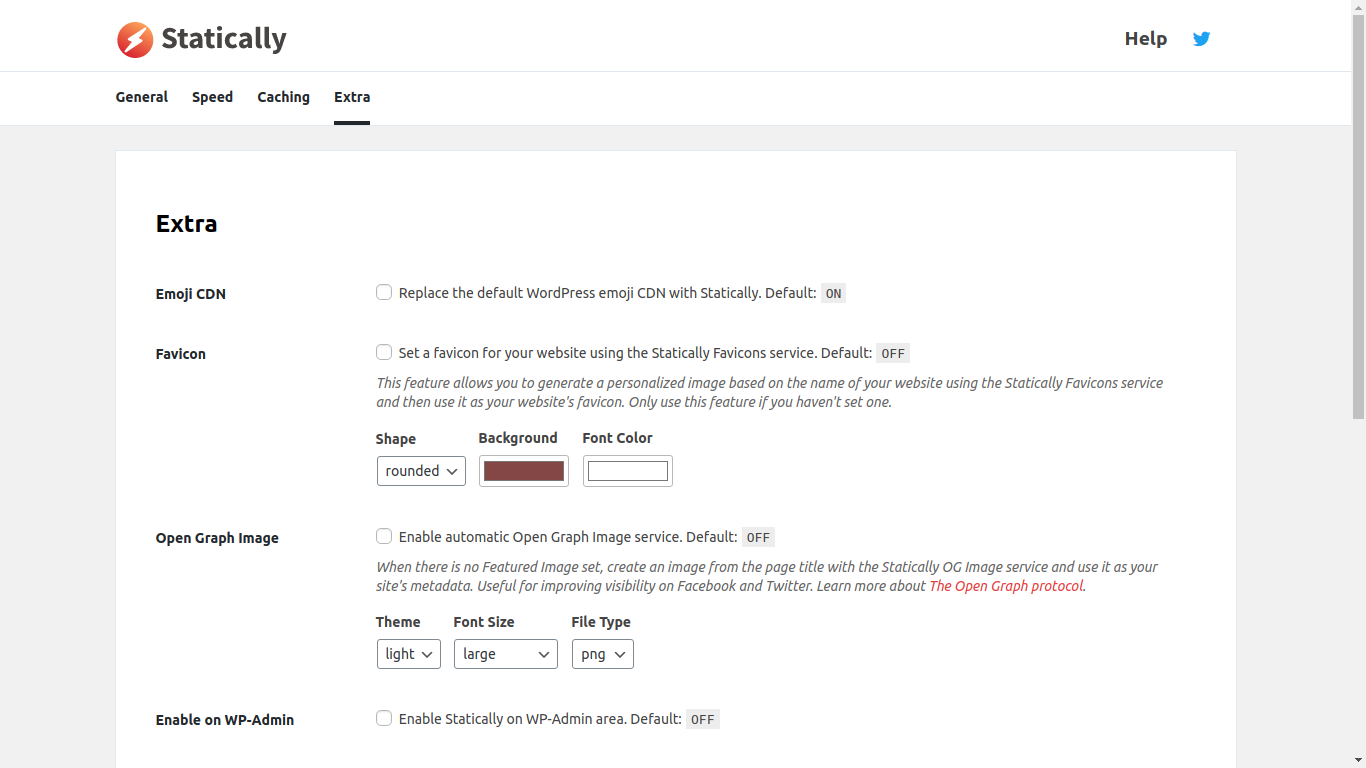 Statically
Help
General Speed Caching Extra
Extra
Emoji CDN
Replace the default WordPress emoji CDN with Statically. Default: ON
Favicon
Set a favicon for your website using the Statically Favicons service. Default: OFF
This feature allows you to generate a personalized image based on the name of your website using the Statically Favicons service
and then use it as your website's favicon. Only use this feature if you haven't set one.
Shape Background Font Color
rounded
Open Graph Image
Enable automatic Open Graph Image service. Default: OFF
When there is no Featured Image set, create an image from the page title with the Statically OG Image service and use it as your
site's metadata. Useful for improving visibility on Facebook and Twitter. Learn more about The Open Graph protocol.
Theme Font Size File Type
light large png
Enable on WP-Admin
Enable Statically on WP-Admin area. Default: OFF